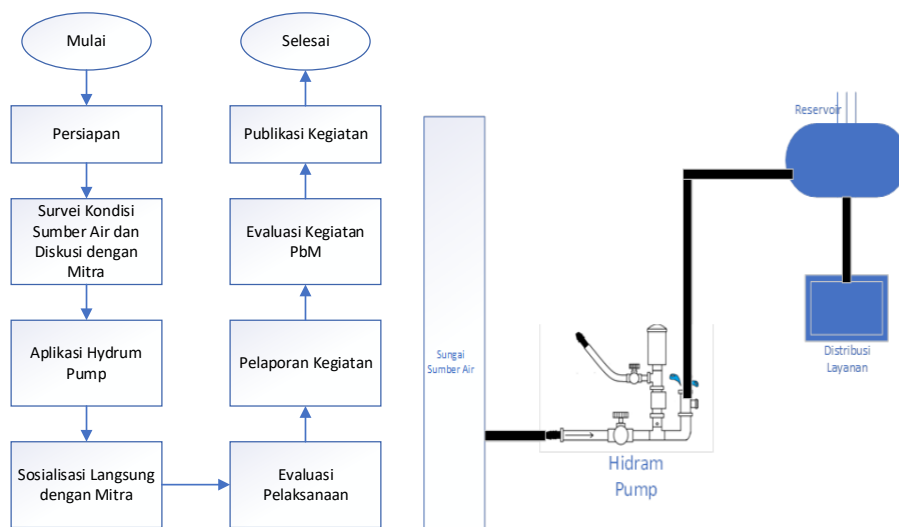 Mulai
Persiapan
Survei Kondisi
Sumber Air dan
Diskusi dengan
Mitra
Aplikasi Hydrum
Pump
Sosialisasi Langsung
dengan Mitra
Selesai
Publikasi Kegiatan
Evaluasi Kegiatan
PbM
Pelaporan Kegiatan
Evaluasi
Pelaksanaan
Sungai
Sumber Air
Hidram
Pump
Reservoir
Distribusi
Layanan